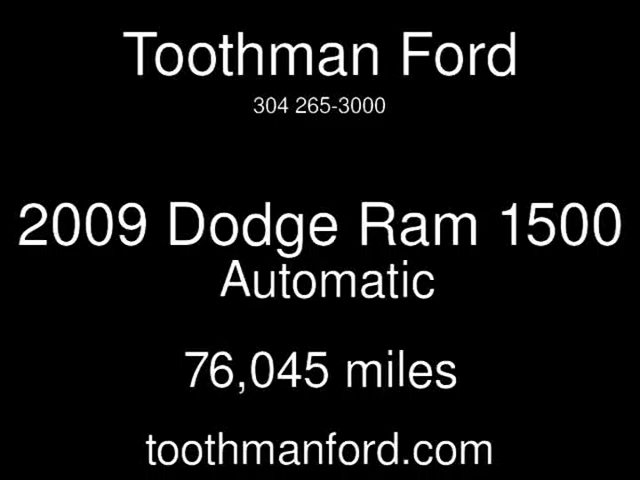 Toothman Ford
304 265-3000
2009 Dodge Ram 1500
Automatic
76,045 miles
toothmanford.com